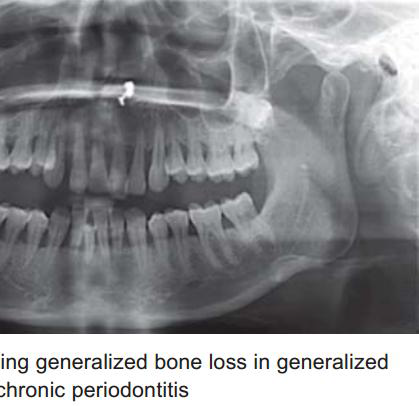 ing generalized bone loss in generalized
chronic periodontitis